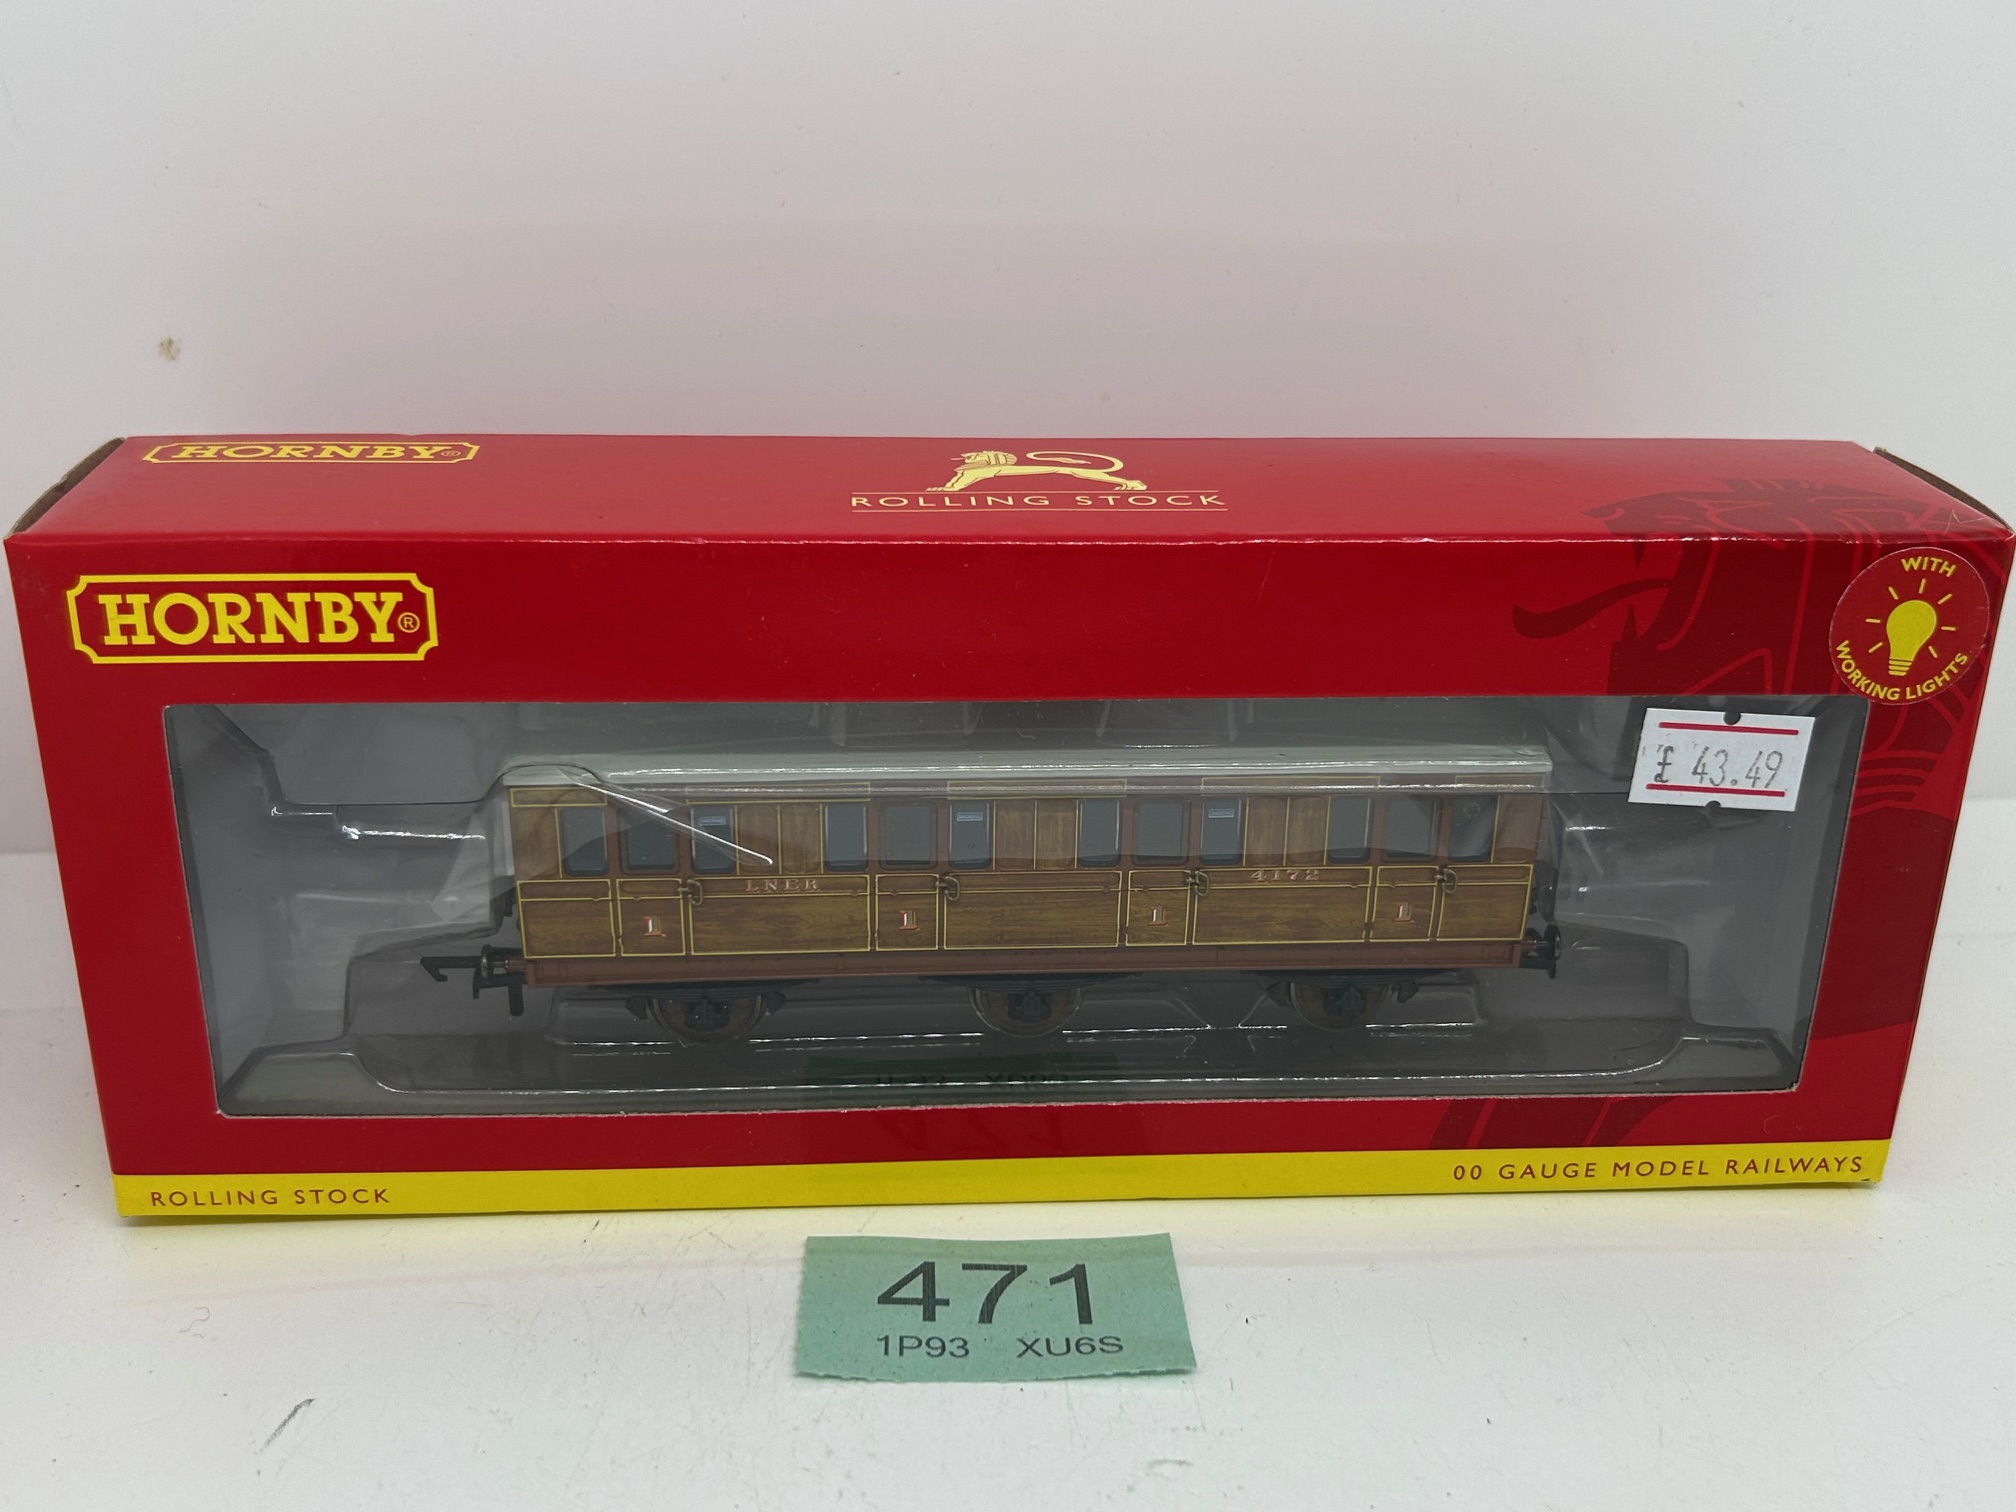 HORNBY®
ROLLING STOCK
HORNBY®
WITH
WORKING LIGHTS
£ 43.49
LNER
4172
1
1
1
1
ROLLING STOCK
00 GAUGE MODEL RAILWAYS
471
1P93 XU6S